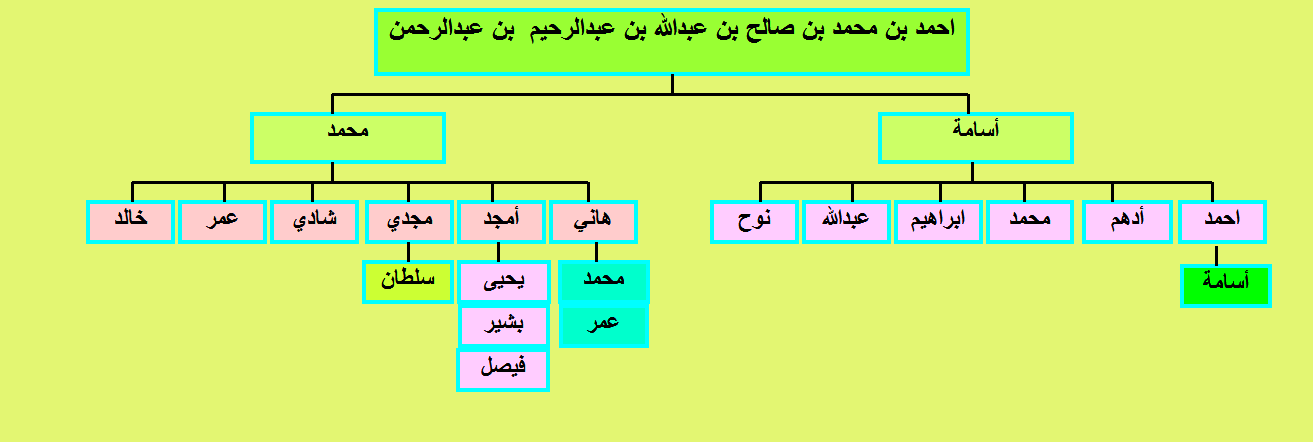 احمد بن محمد بن صالح بن عبدالله بن عبدالرحيم بن عبدالرحمن
أسامة
محمد
احمد
أدهم
محمد
ابراهيم
عبدالله
نوح
هاني
أمجد
مجدي
شادي
عمر
خالد
أسامة
محمد
يحيى
سلطان
عمر
بشير
فيصل